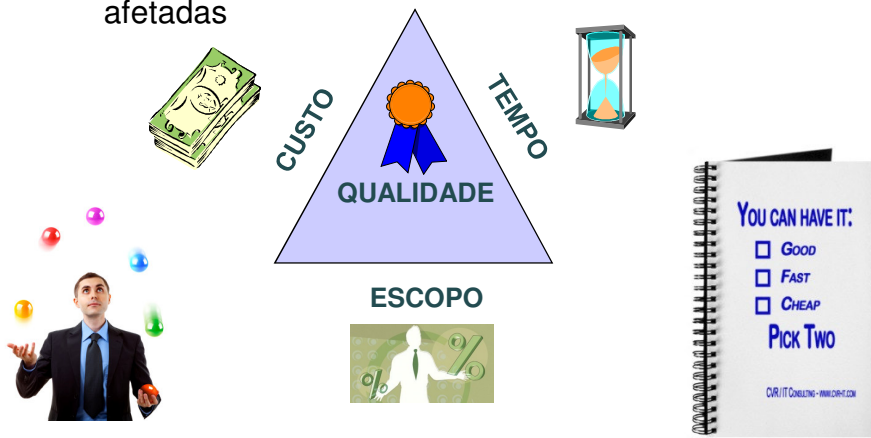 afetadas
CUSTO
TEMPO
QUALIDADE
ESCOPO
YOU CAN HAVE IT:
GOOD
FAST
CHEAP
PICK TWO
CVR/IT CONSULTING - WWW.CVR-IT.COM